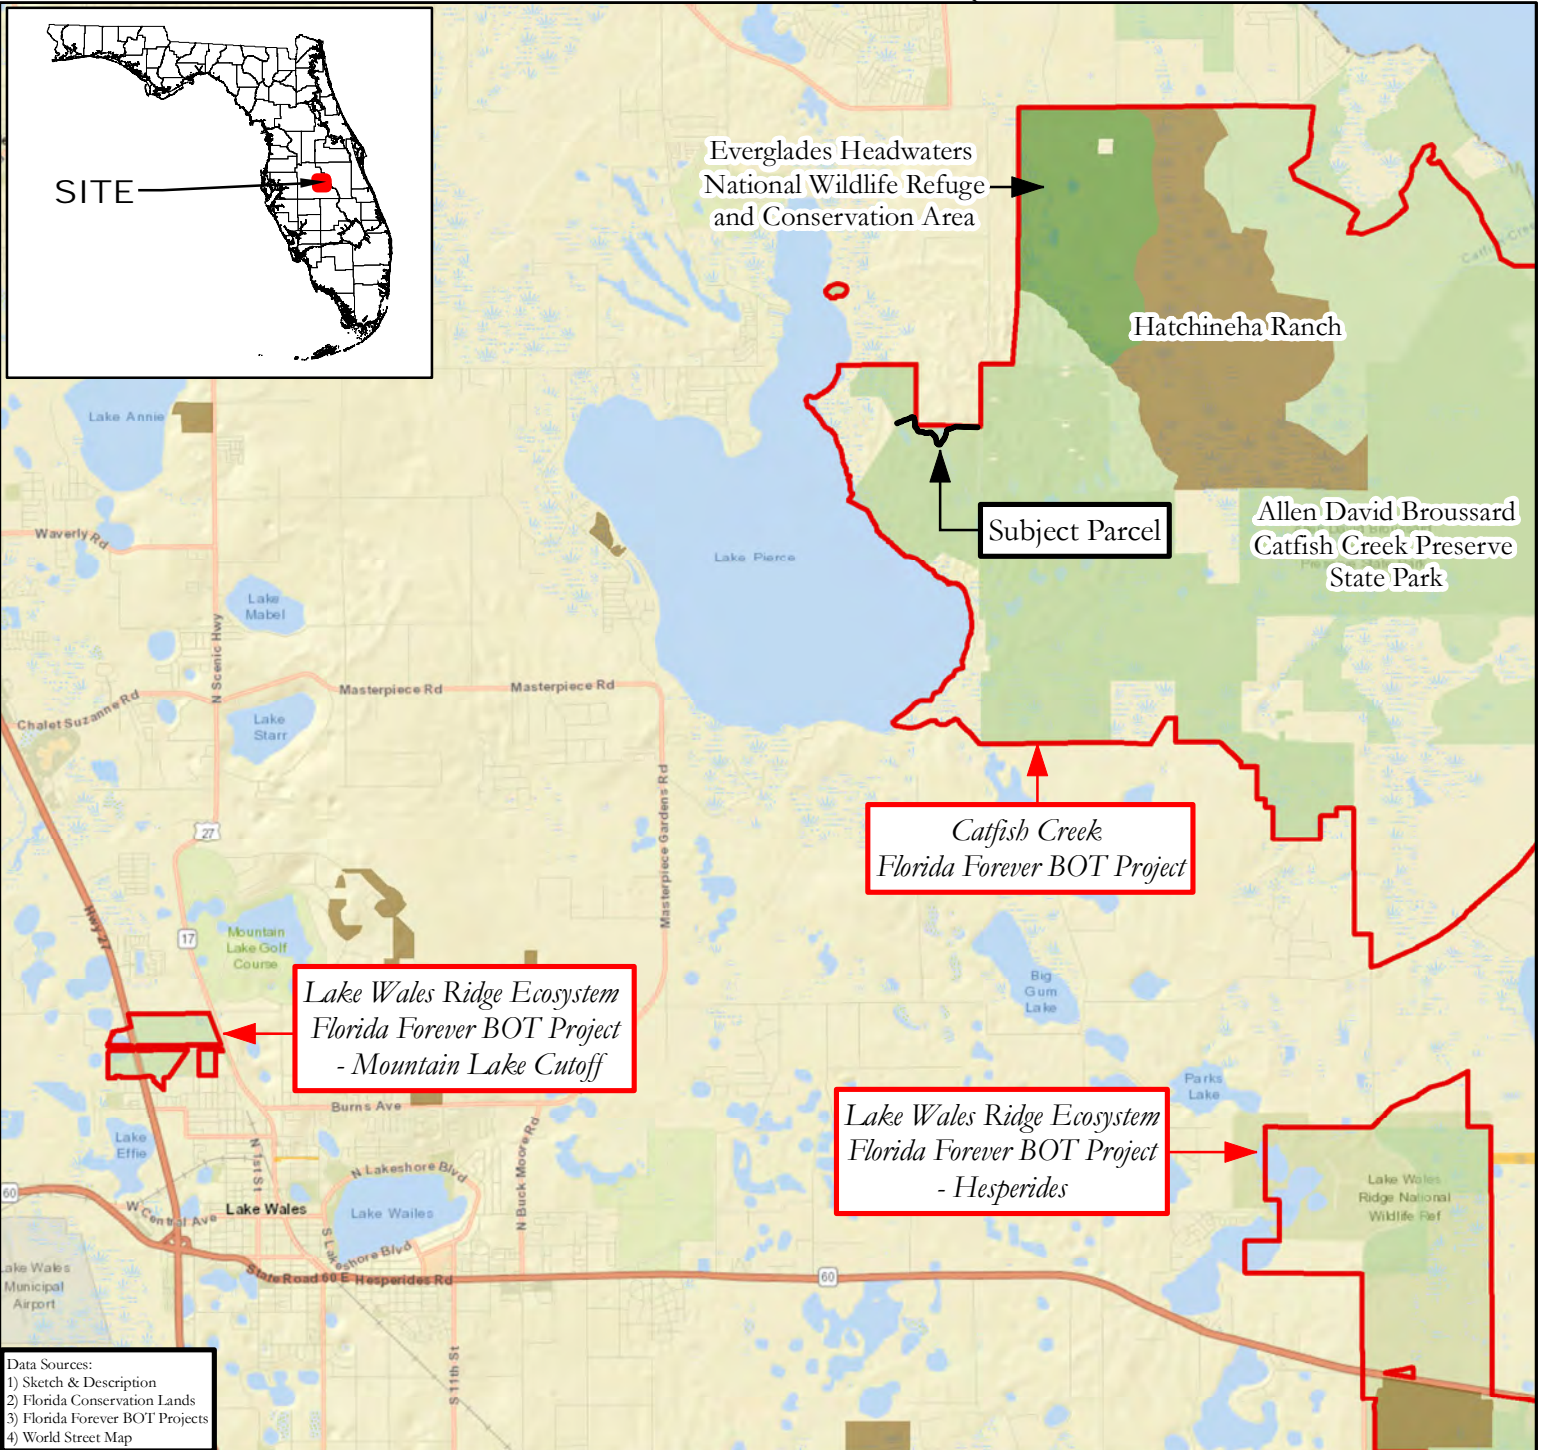 SITE
Everglades Headwaters
National Wildlife Refuge
and Conservation Area
Hatchineha Ranch
Lake Annie
Subject Parcel
Allen David Broussard
Catfish Creek Preserve
State Park
Waverly Rd
Lake Pierce
Lake
Mabel
N Scenic Hwy
Masterpiece Rd
Masterpiece Rd
Chalet Suzanne Rd
Lake
Starr
Masterpiece Gardens Rd
27
Catfish Creek
Florida Forever BOT Project
Hwy 27
17
Mountain
Lake Golf
Course
Lake Wales Ridge Ecosystem
Florida Forever BOT Project
- Mountain Lake Cutoff
Big
Gum
Lake
Parks
Lake
Burns Ave
Lake Wales Ridge Ecosystem
Florida Forever BOT Project
- Hesperides
Lake
Effie
N 1st St
N Lakeshore Blvd
N Buck Moore Rd
Lake Wales
Ridge National
Wildlife Ref
60
W Central Ave
Lake Wales
Lake Wailes
S Lakeshore Blvd
State Road 60 E
Hesperides Rd
60
Lake Wales
Municipal
Airport
S 11th St
Data Sources:
1) Sketch & Description
2) Florida Conservation Lands
3) Florida Forever BOT Projects
4) World Street Map